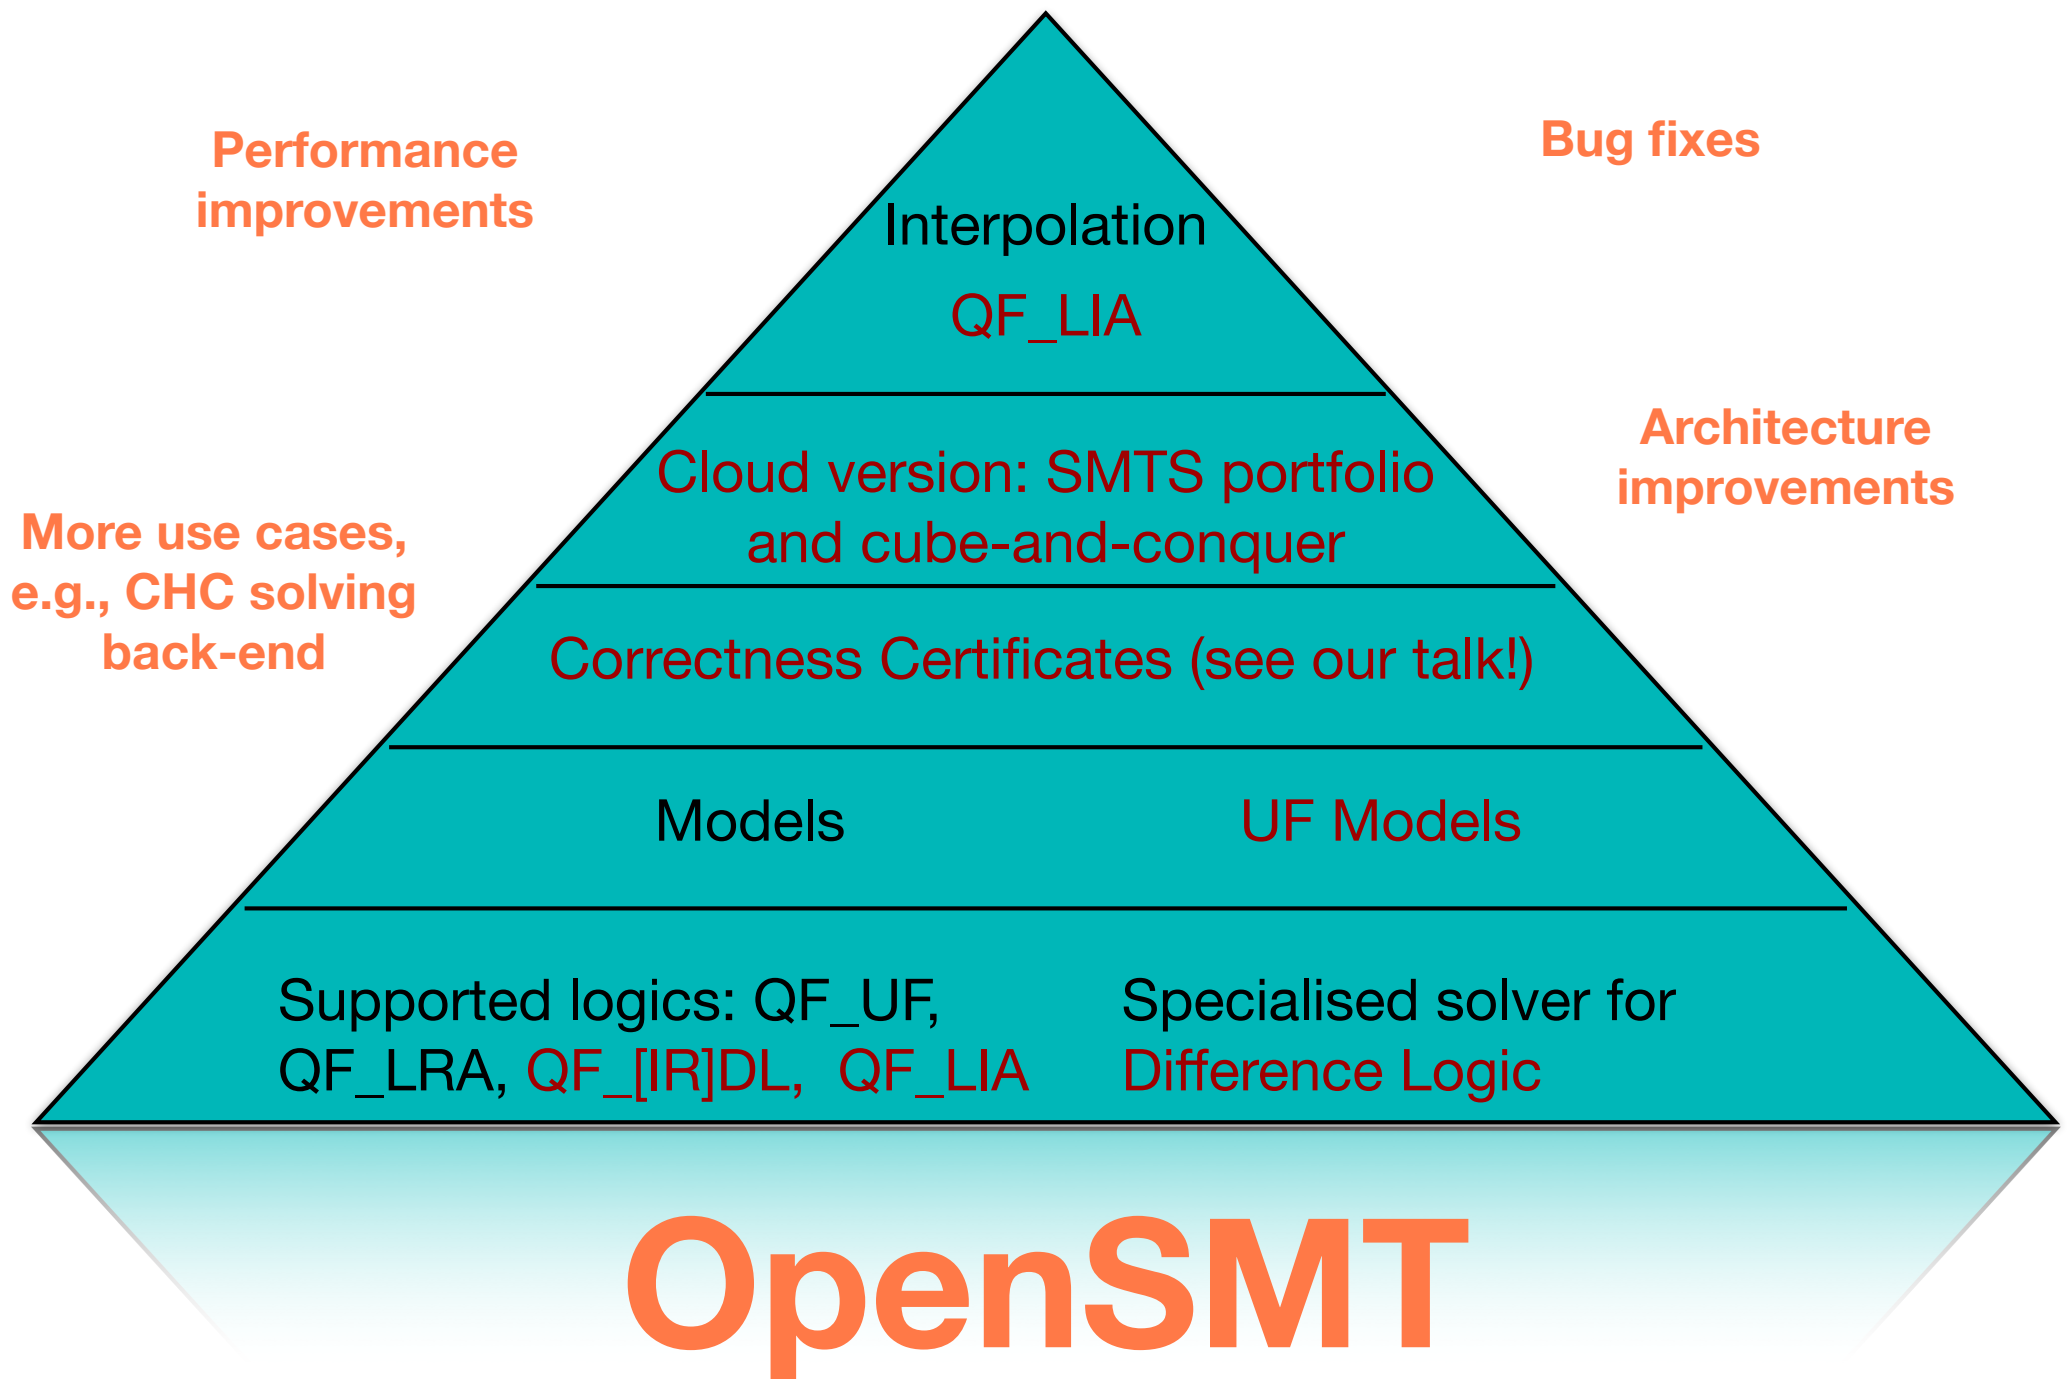 Performance
improvements
Bug fixes
Interpolation
QF_LIA
Architecture
improvements
Cloud version: SMTS portfolio
and cube-and-conquer
More use cases,
e.g., CHC solving
back-end
Correctness Certificates (see our talk!)
Models
UF Models
Supported logics: QF_UF,
QF_LRA, QF_[IR]DL, QF_LIA
Specialised solver for
Difference Logic
OpenSMT